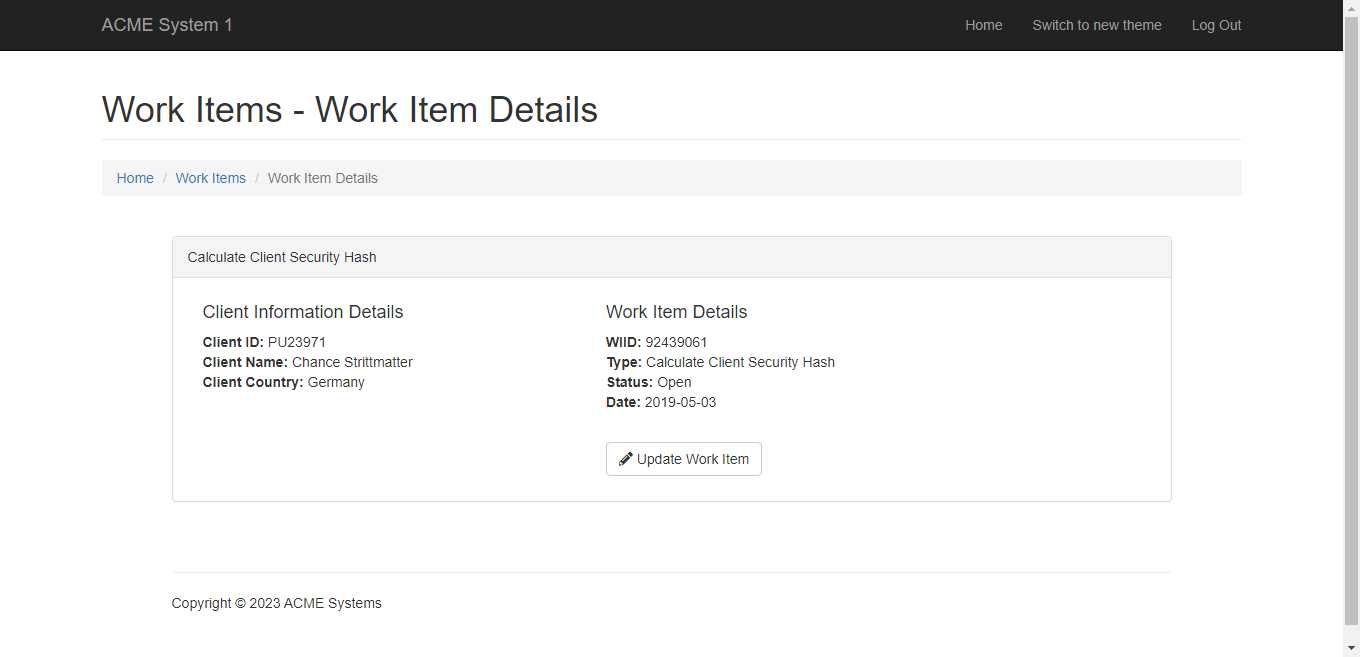 ACME System 1 Home Switch to new theme Log Out
Work Items - Work Item Details
Home / Work Items / Work Item Details
Calculate Client Security Hash
Client Information Details
Client ID: PU23971
Client Name: Chance Strittmatter
Client Country: Germany
Work Item Details
WIID: 92439061
Type: Calculate Client Security Hash
Status: Open
Date: 2019-05-03
Update Work Item
Copyright © 2023 ACME Systems